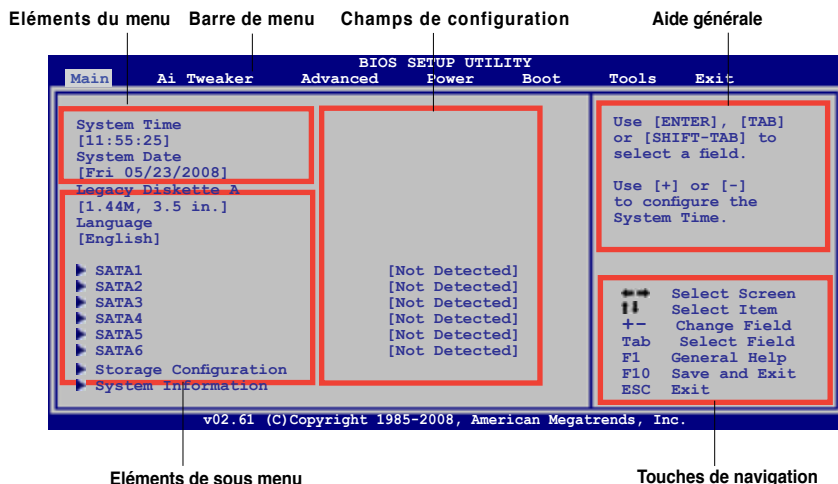 Eléments du menu Barre de menu Champs de configuration Aide générale
BIOS SETUP UTILITY
Main Ai Tweaker Advanced Power Boot Tools Exit
System Time
[11:55:25]
System Date
[Fri 05/23/2008]
Legacy Diskette A
[1.44M, 3.5 in.]
Language
[English]
SATA1 [Not Detected]
SATA2 [Not Detected]
SATA3 [Not Detected]
SATA4 [Not Detected]
SATA5 [Not Detected]
SATA6 [Not Detected]
Storage Configuration
System Information
Use [ENTER], [TAB]
or [SHIFT-TAB] to
select a field.
Use [+] or [-]
to configure the
System Time.
Select Screen
Select Item
+- Change Field
Tab Select Field
F1 General Help
F10 Save and Exit
ESC Exit
v02.61 (C)Copyright 1985-2008, American Megatrends, Inc.
Eléments de sous menu Touches de navigation